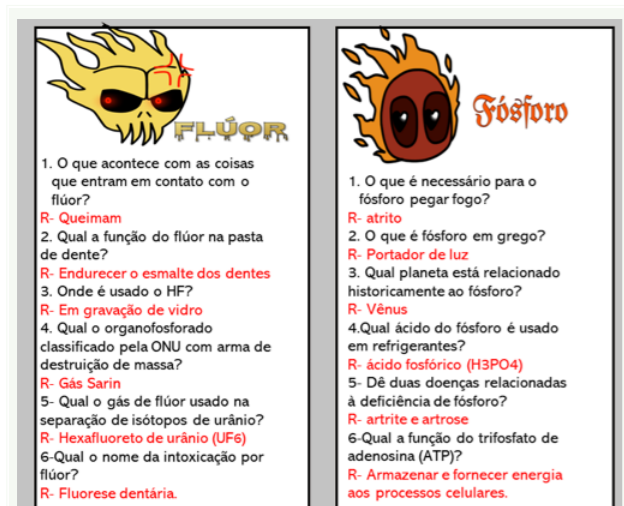 FLÚOR
1. O que acontece com as coisas
que entram em contato com o
flúor?
R- Queimam
2. Qual a função do flúor na pasta
de dente?
R- Endurecer o esmalte dos dentes
3. Onde é usado o HF?
R- Em gravação de vidro
4. Qual o organofosforado
classificado pela ONU com arma de
destruição de massa?
R- Gás Sarin
5- Qual o gás de flúor usado na
separação de isótopos de urânio?
R- Hexafluoreto de urânio (UF6)
6-Qual o nome da intoxicação por
flúor?
R- Fluorese dentária.
Fósforo
1. O que é necessário para o
fósforo pegar fogo?
R- atrito
2. O que é fósforo em grego?
R- Portador de luz
3. Qual planeta está relacionado
historicamente ao fósforo?
R- Vênus
4.Qual ácido do fósforo é usado
em refrigerantes?
R- ácido fosfórico (H3PO4)
5- Dê duas doenças relacionadas
à deficiência de fósforo?
R- artrite e artrose
6-Qual a função do trifosfato de
adenosina (ATP)?
R- Armazenar e fornecer energia
aos processos celulares.